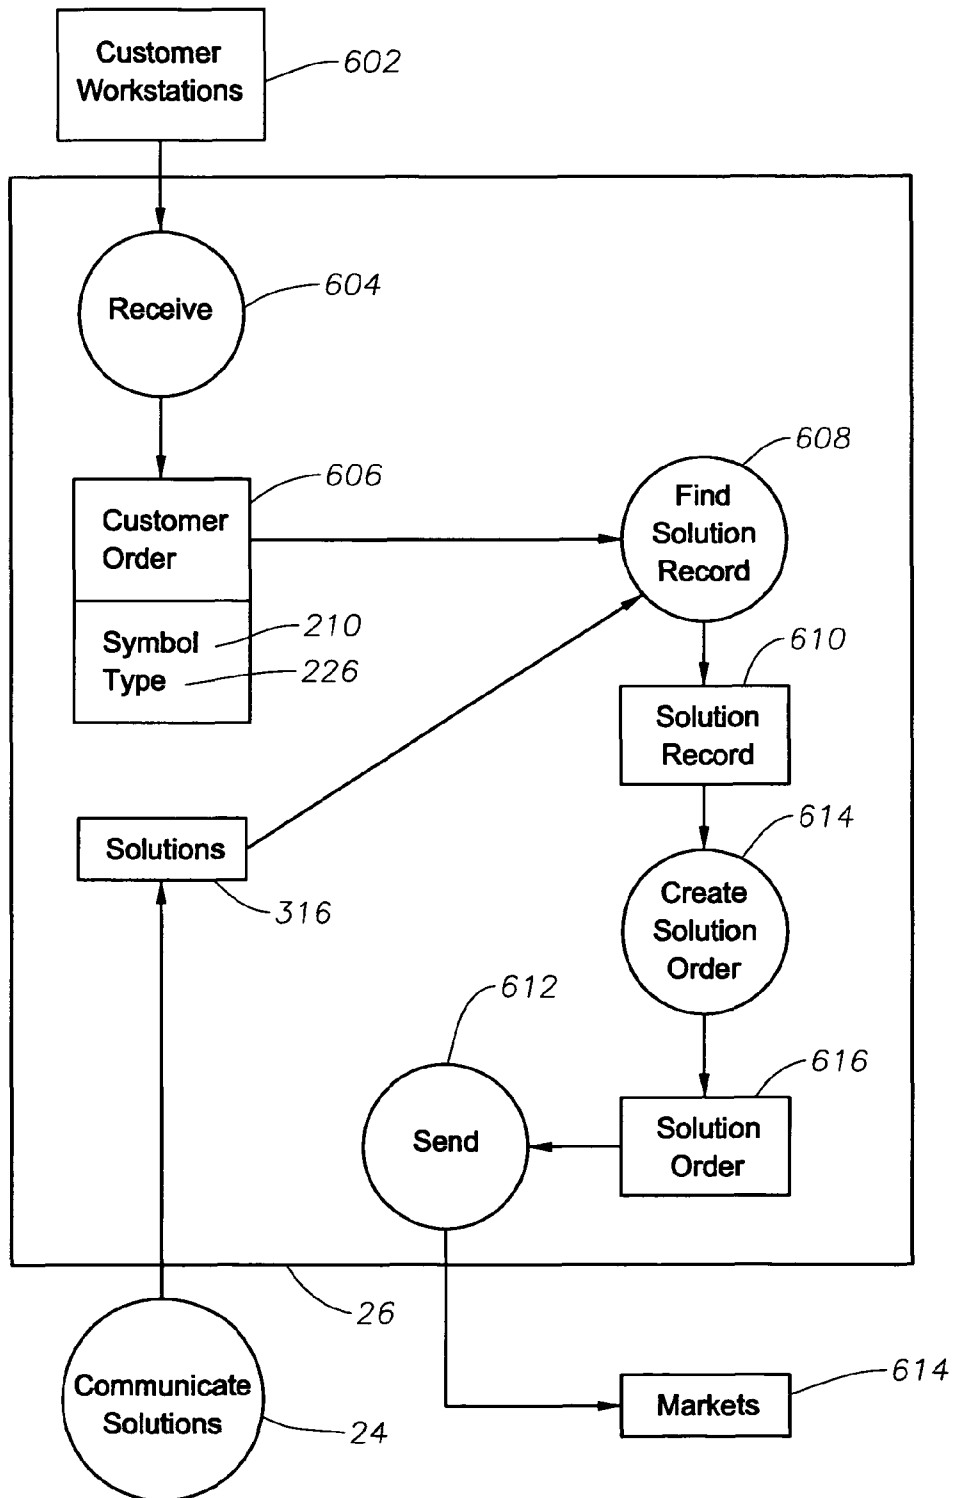 Customer
Workstations
602
Receive
604
606
Customer
Order
Symbol
210
Type
226
608
Find
Solution
Record
610
Solution
Record
Solutions
316
614
Create
Solution
Order
612
Send
616
Solution
Order
26
Communicate
Solutions
24
Markets
614